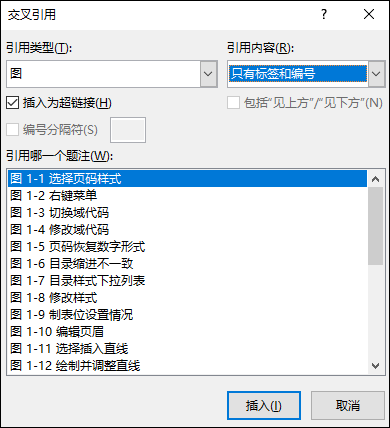 交叉引用
引用类型(T):
引用内容(R):
图
只有标签和编号
插入为超链接(H)
包括“见上方”/“见下方”(N)
编号分隔符(S)
引用哪一个题注(W):
图 1-1 选择页码样式
图 1-2 右键菜单
图 1-3 切换域代码
图 1-4 修改域代码
图 1-5 页码恢复数字形式
图 1-6 目录缩进不一致
图 1-7 目录样式下拉列表
图 1-8 修改样式
图 1-9 制表位设置情况
图 1-10 编辑页眉
图 1-11 选择插入直线
图 1-12 绘制并调整直线
插入(I)
取消